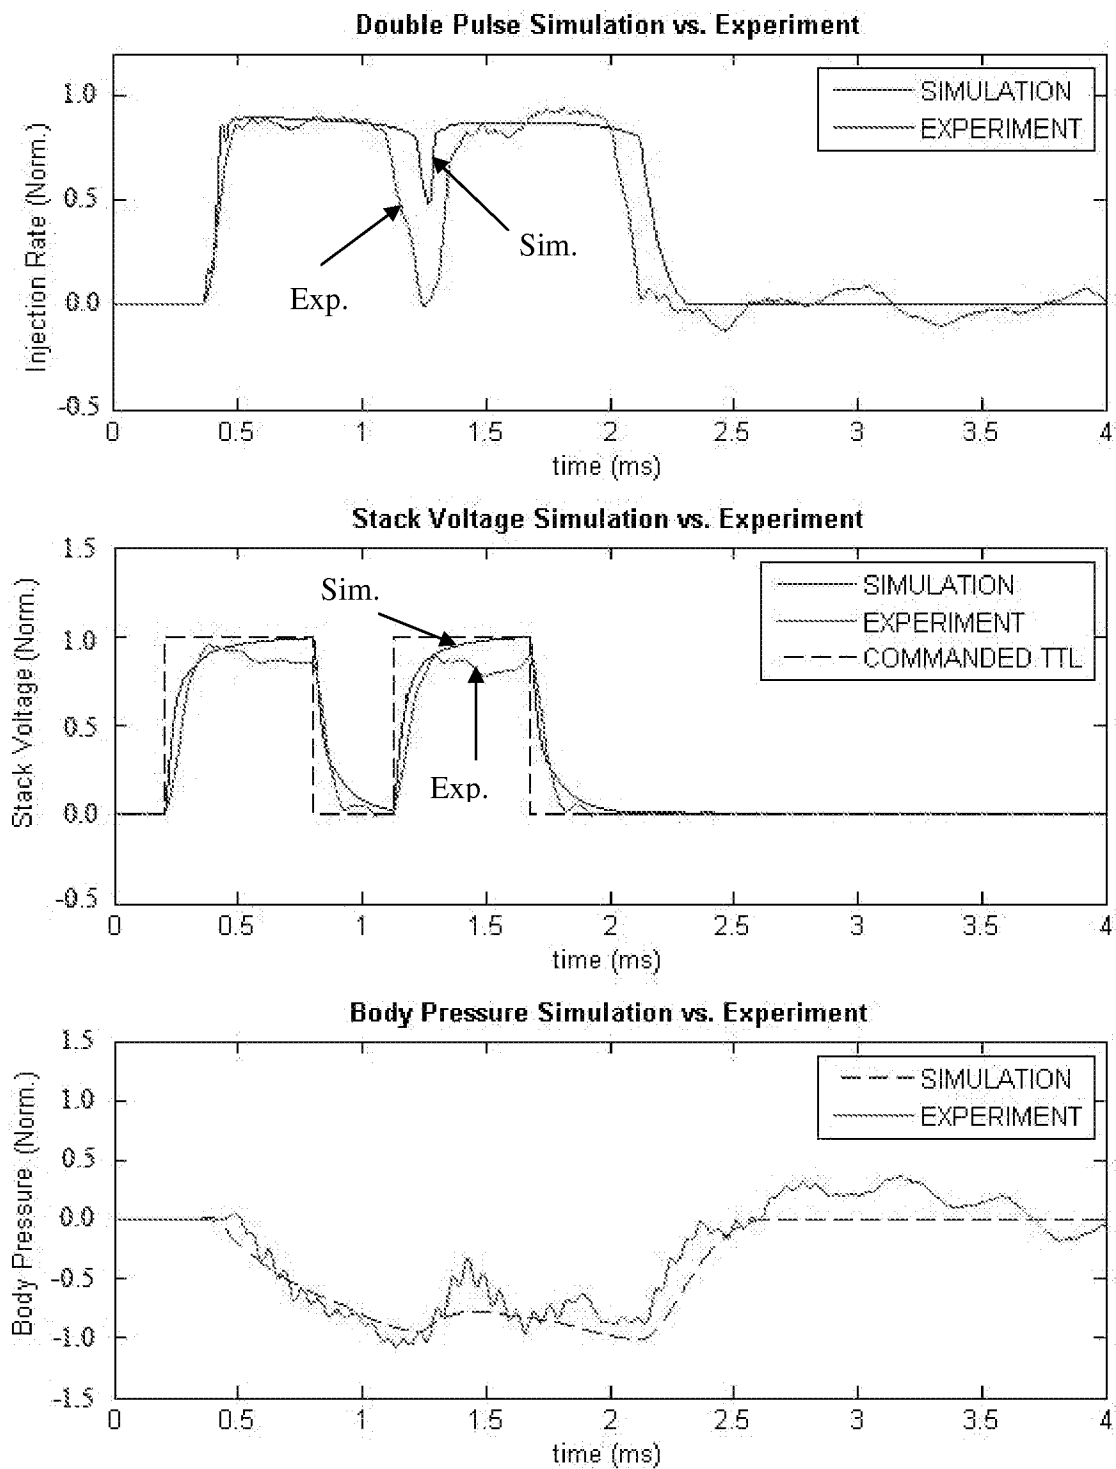 Double Pulse Simulation vs. Experiment
Injection Rate (Norm.)
1.0
0.5
0.0
-0.5
SIMULATION
EXPERIMENT
Sim.
Exp.
0 0.5 1 1.5 2 2.5 3 3.5 4
time (ms)
Stack Voltage Simulation vs. Experiment
Stack Voltage (Norm.)
1.5
1.0
0.5
0.0
-0.5
SIMULATION
EXPERIMENT
COMMANDED TTL
Sim.
Exp.
0 0.5 1 1.5 2 2.5 3 3.5 4
time (ms)
Body Pressure Simulation vs. Experiment
Body Pressure (Norm.)
1.5
1.0
0.5
0.0
-0.5
-1.0
-1.5
SIMULATION
EXPERIMENT
0 0.5 1 1.5 2 2.5 3 3.5 4
time (ms)